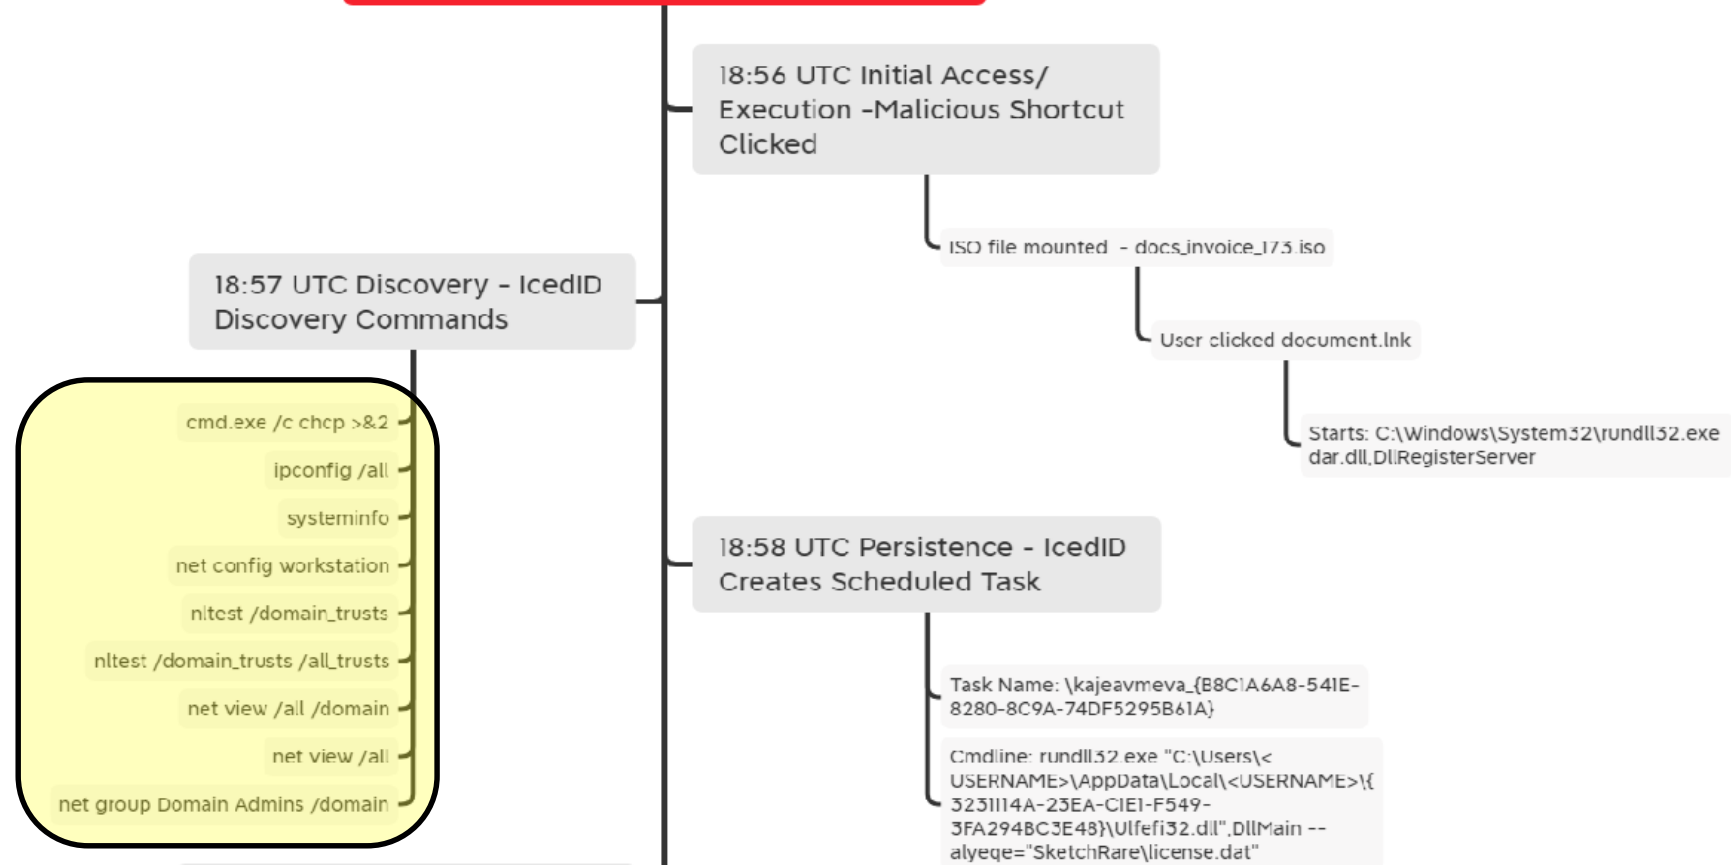 18:56 UTC Initial Access/
Execution -Malicious Shortcut
Clicked
ISO file mounted - docs_invoice_173.iso
User clicked document.lnk
Starts: C:\Windows\System32\rundll32.exe
dar.dll,DllRegisterServer
18:57 UTC Discovery - IcedID
Discovery Commands
cmd.exe /c chcp >&2
ipconfig /all
systeminfo
net config workstation
nltest /domain_trusts
nltest /domain_trusts /all_trusts
net view /all /domain
net view /all
net group Domain Admins /domain
18:58 UTC Persistence - IcedID
Creates Scheduled Task
Task Name: \kajeavmeva_{B8C1A6A8-541E-
8280-8C9A-74DF5295B61A}
Cmdline: rundll32.exe "C:\Users\<
USERNAME>\AppData\Local\<USERNAME>\{
3231114A-23EA-C1E1-F549-
3FA294BC3E48}\Ulfefi32.dll",DllMain --
alyeqe="SketchRare\license.dat"